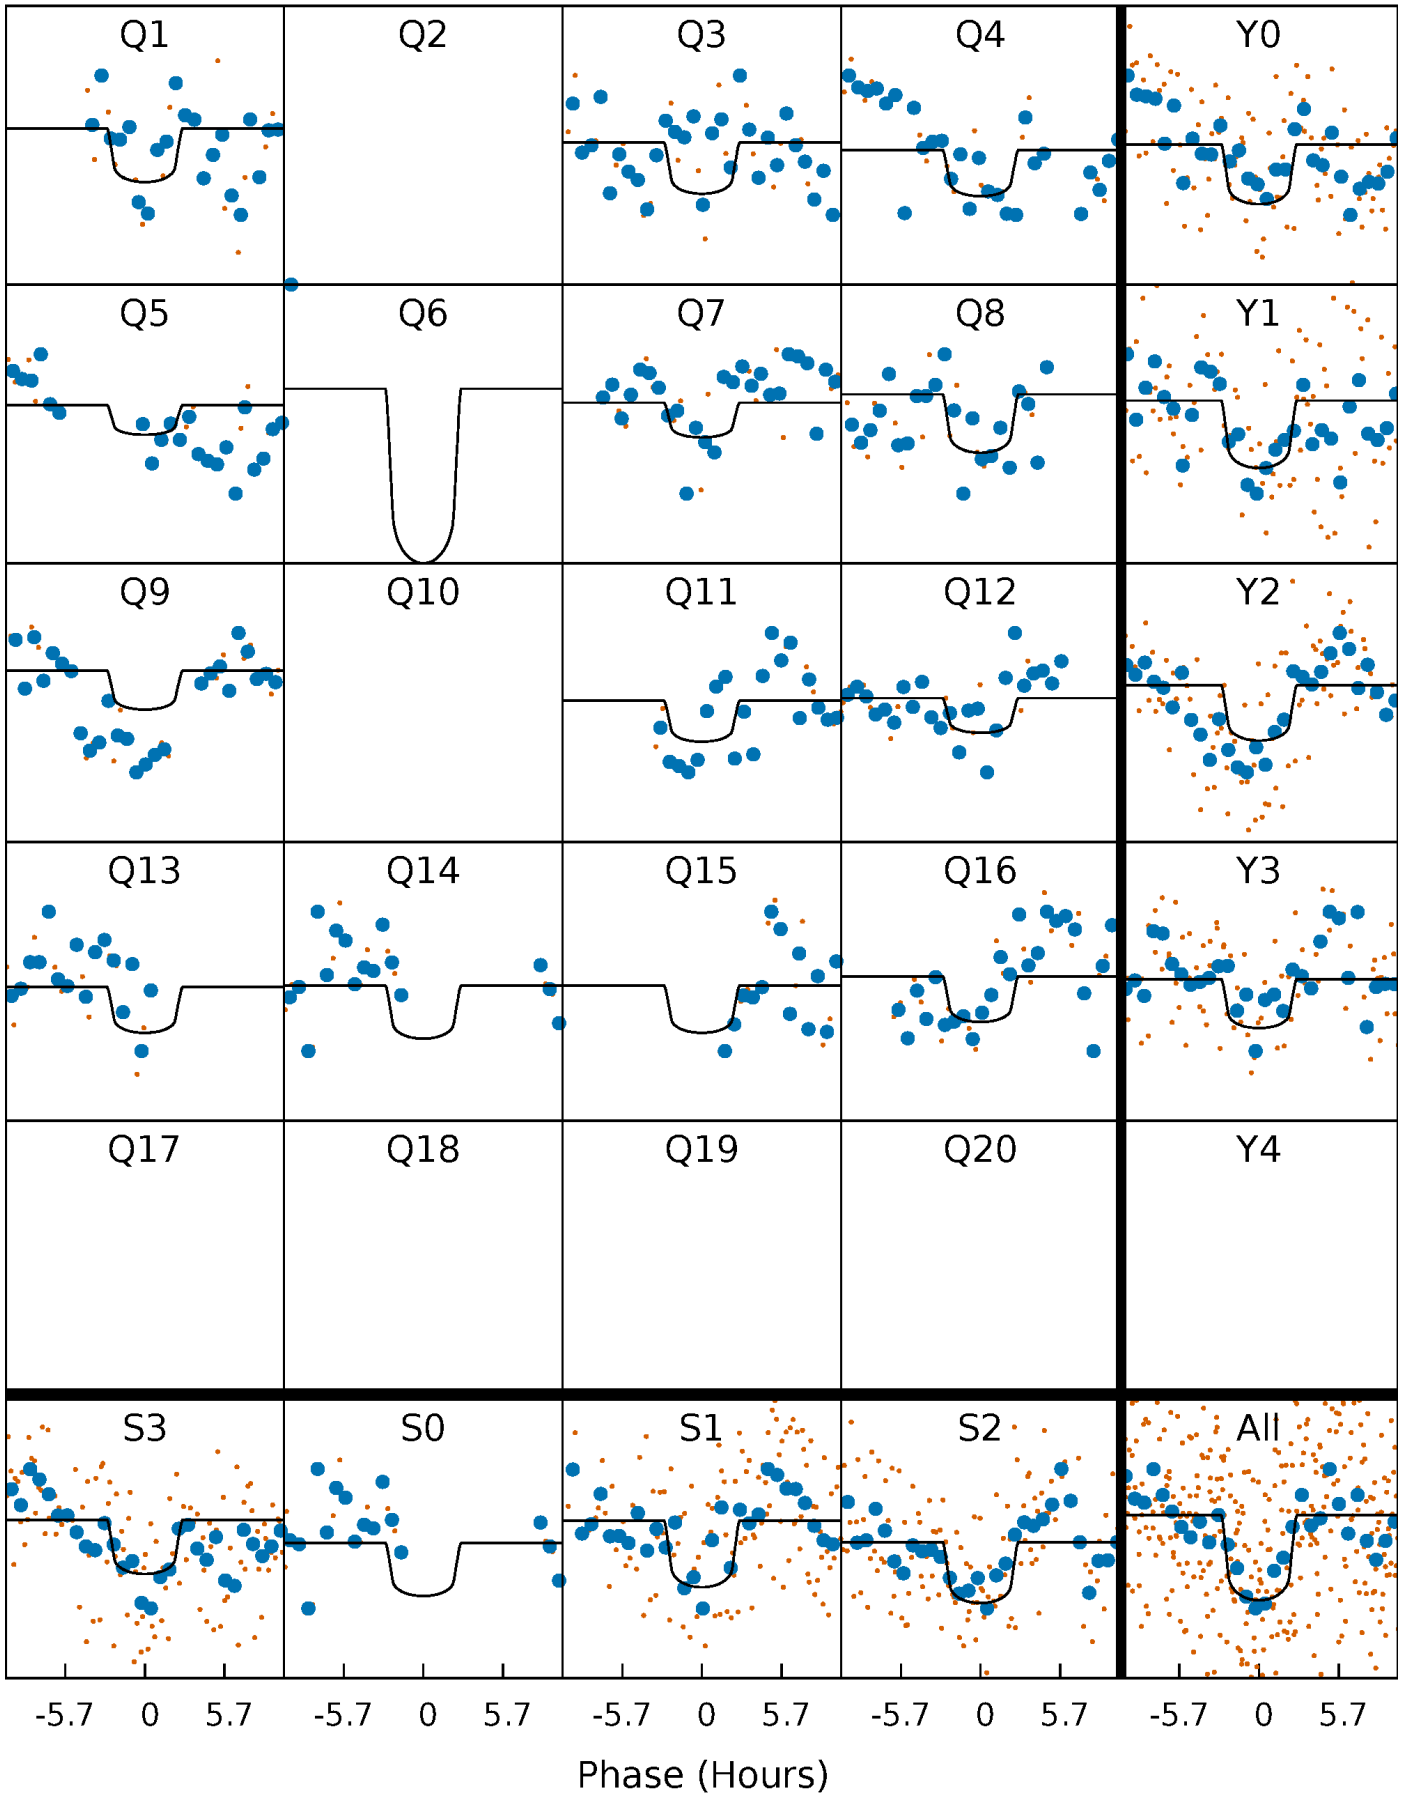 Q1 Q2 Q3 Q4 Y0
Q5 Q6 Q7 Q8 Y1
Q9 Q10 Q11 Q12 Y2
Q13 Q14 Q15 Q16 Y3
Q17 Q18 Q19 Q20 Y4
S3 S0 S1 S2 All
-5.7 0 5.7 -5.7 0 5.7 -5.7 0 5.7 -5.7 0 5.7 -5.7 0 5.7
Phase (Hours)